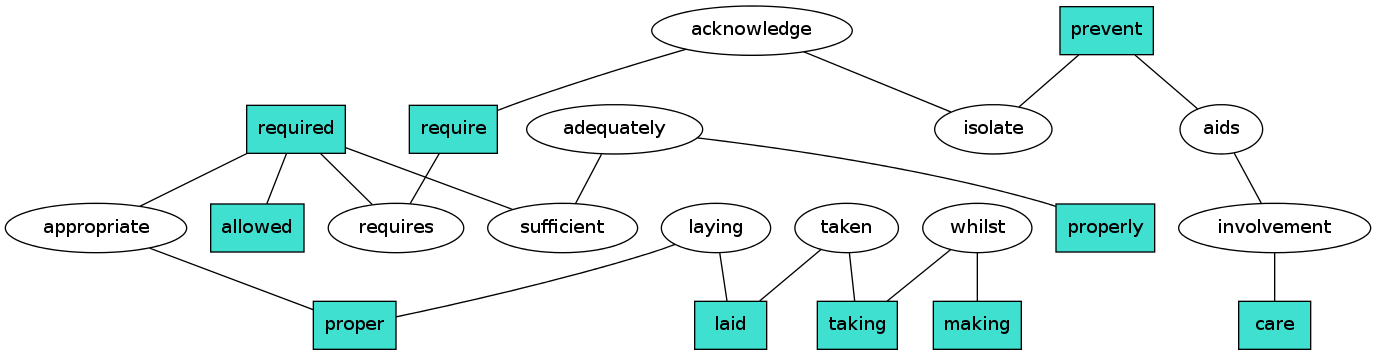 acknowledge
prevent
required
require
adequately
isolate
aids
appropriate
allowed
requires
sufficient
laying
taken
whilst
properly
involvement
proper
laid
taking
making
care